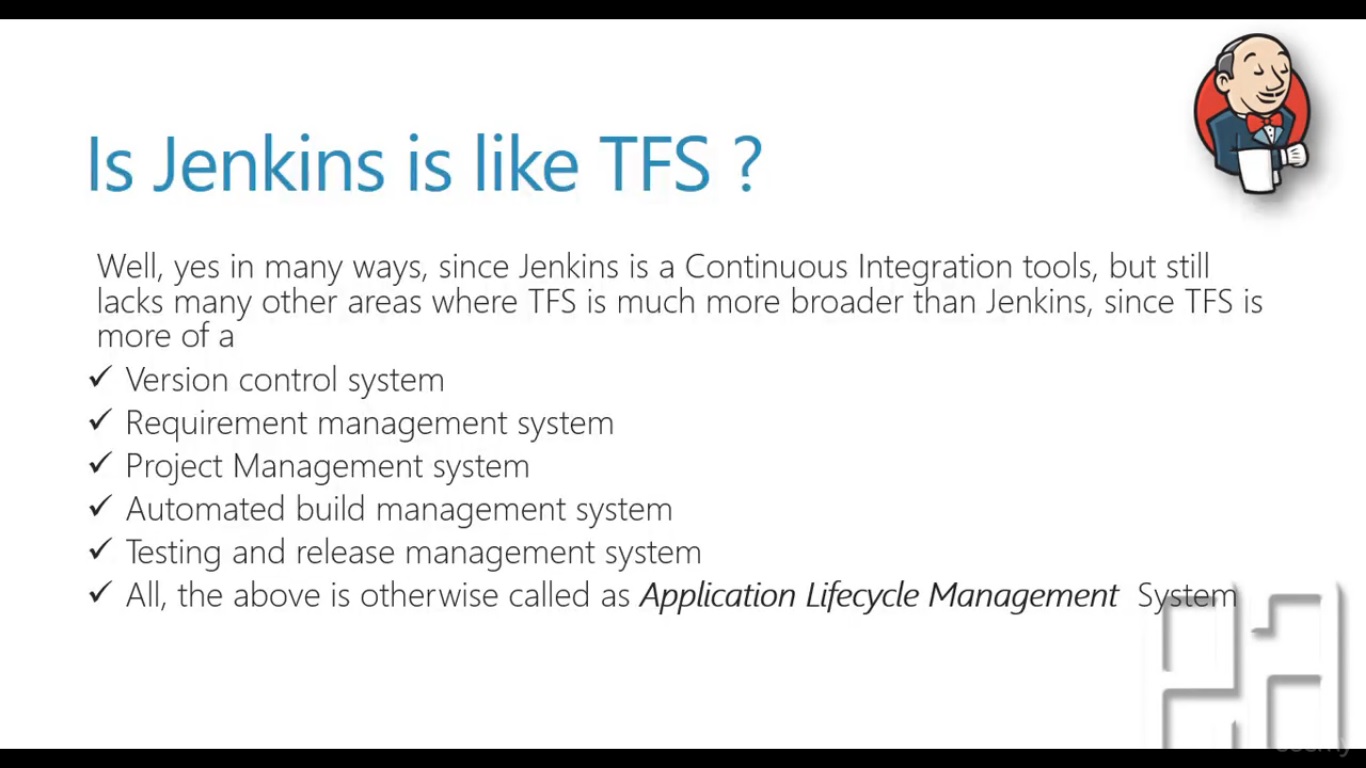 Is Jenkins is like TFS ?
Well, yes in many ways, since Jenkins is a Continuous Integration tools, but still
lacks many other areas where TFS is much more broader than Jenkins, since TFS is
more of a
✓ Version control system
✓ Requirement management system
✓ Project Management system
✓ Automated build management system
✓ Testing and release management system
✓ All, the above is otherwise called as Application Lifecycle Management System